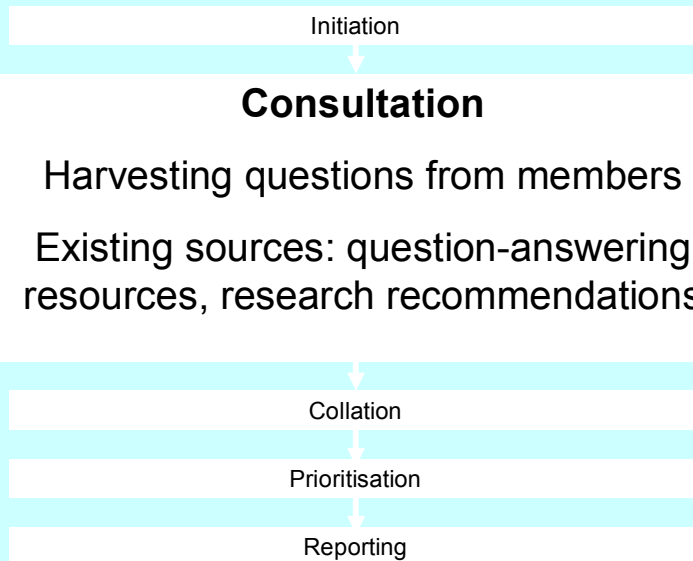 Initiation
Consultation
Harvesting questions from members
Existing sources: question-answering
resources, research recommendations
Collation
Prioritisation
Reporting